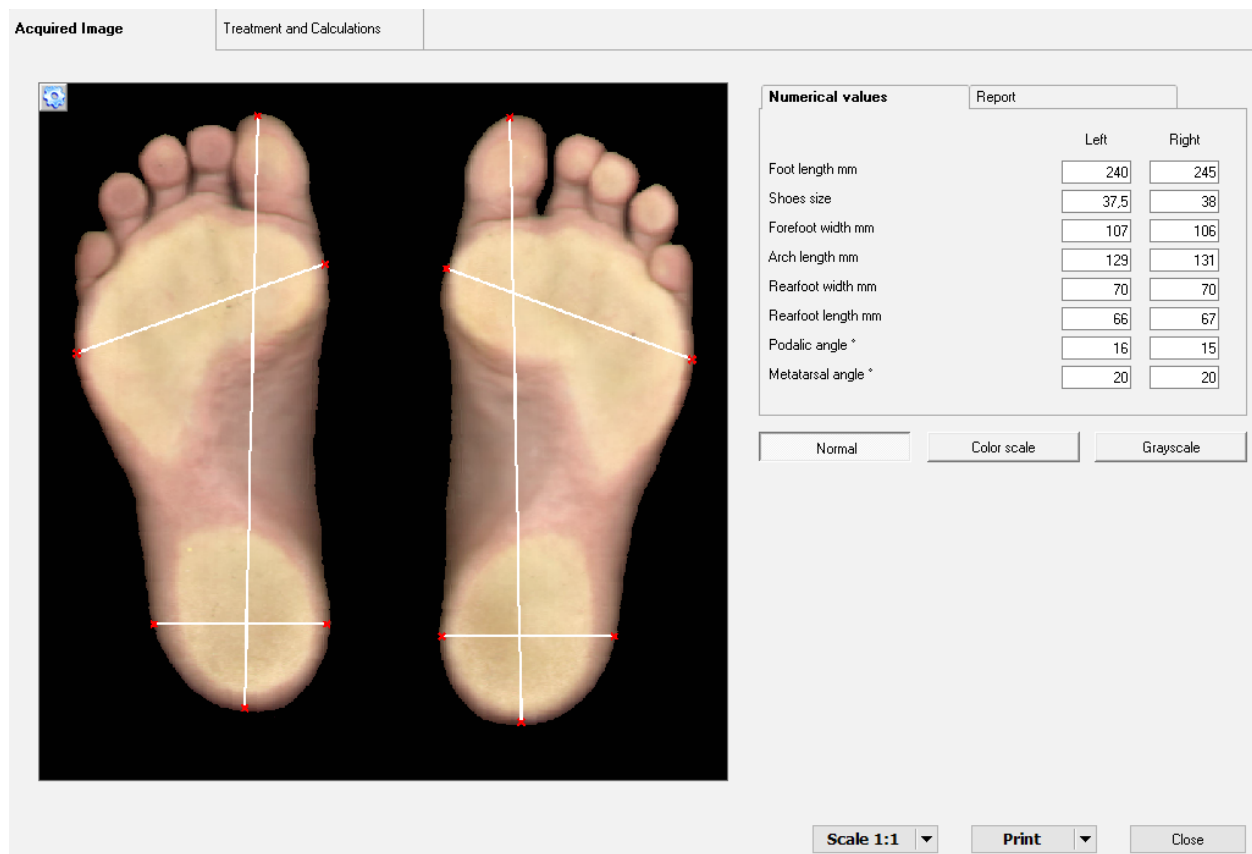 Acquired Image Treatment and Calculations
Numerical values Report
Left Right
Foot length mm 240 245
Shoes size 37,5 38
Forefoot width mm 107 106
Arch length mm 129 131
Rearfoot width mm 70 70
Rearfoot length mm 66 67
Podalic angle ° 16 15
Metatarsal angle ° 20 20
Normal Color scale Grayscale
Scale 1:1 Print Close